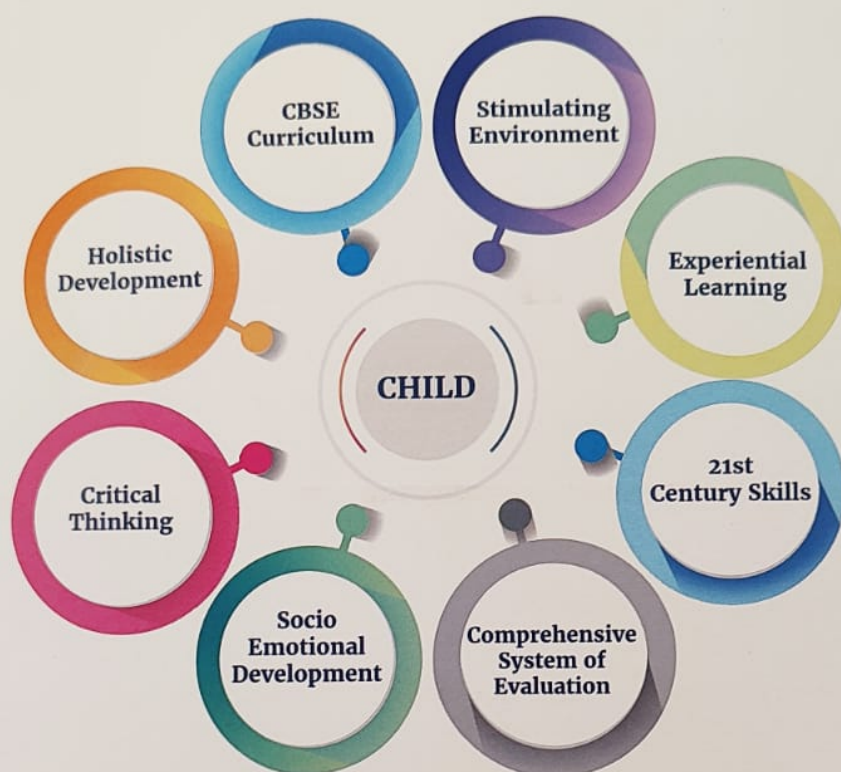 CBSE
Curriculum
Stimulating
Environment
Holistic
Development
Experiential
Learning
CHILD
Critical
Thinking
21st
Century Skills
Socio
Emotional
Development
Comprehensive
System of
Evaluation